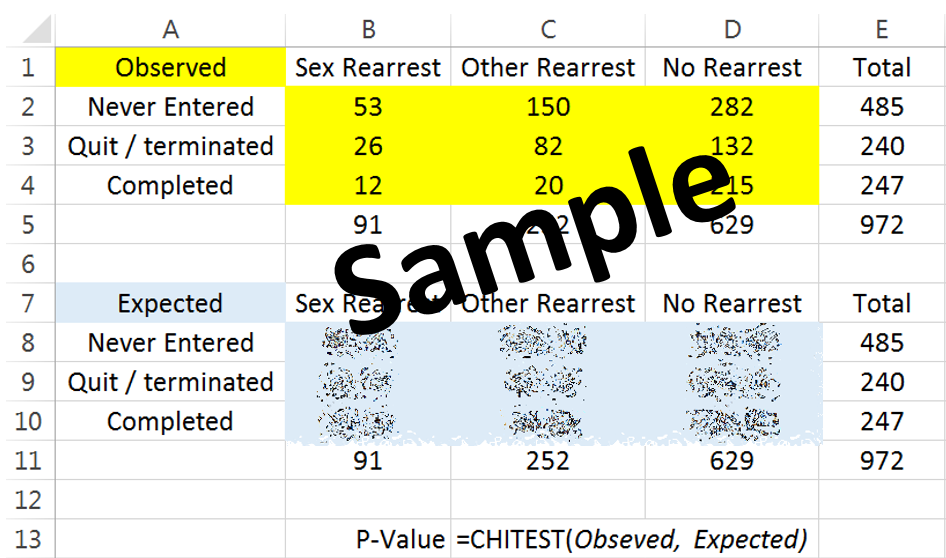 A B C D E
1 Observed Sex Rearrest Other Rearrest No Rearrest Total
2 Never Entered 53 150 282 485
3 Quit / terminated 26 82 132 240
4 Completed 12 20 215 247
5 91 252 629 972
6
7 Expected Sex Rearrest Other Rearrest No Rearrest Total
8 Never Entered 485
9 Quit / terminated 240
10 Completed 247
11 91 252 629 972
12
13 P-Value =CHITEST(Obseved, Expected)
Sample